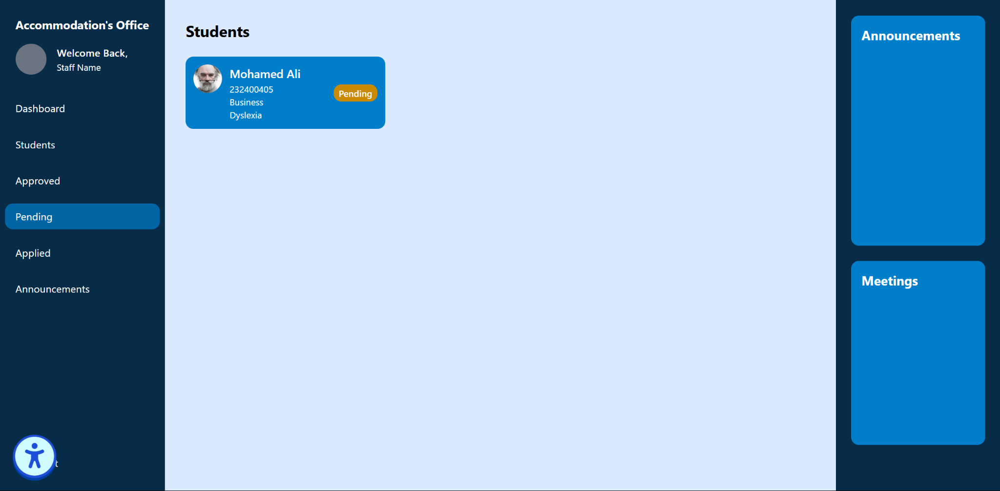 Accommodation's Office
Welcome Back,
Staff Name
Dashboard
Students
Approved
Pending
Applied
Announcements
Students
Mohamed Ali
232400405
Business
Dyslexia
Pending
Announcements
Meetings